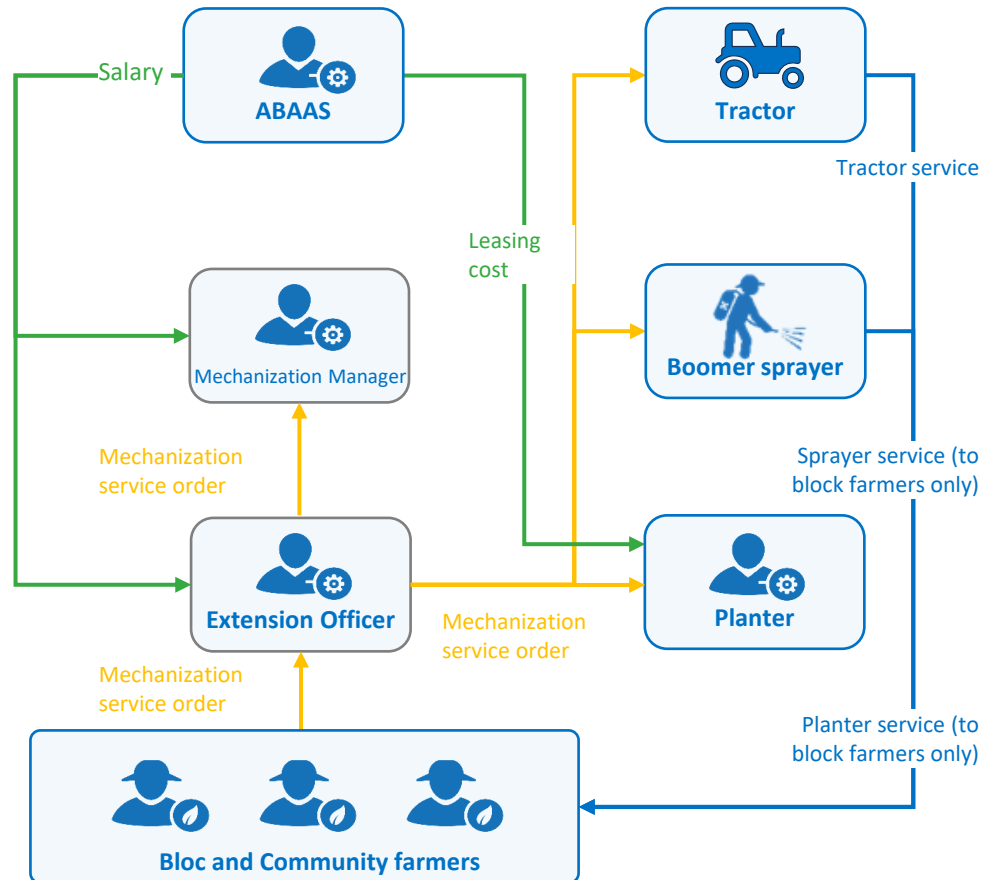 Salary
ABAAS
Tractor
Tractor service
Leasing
cost
Mechanization Manager
Boomer sprayer
Mechanization
service order
Sprayer service (to
block farmers only)
Extension Officer
Planter
Mechanization
service order
Mechanization
service order
Planter service (to
block farmers only)
Bloc and Community farmers